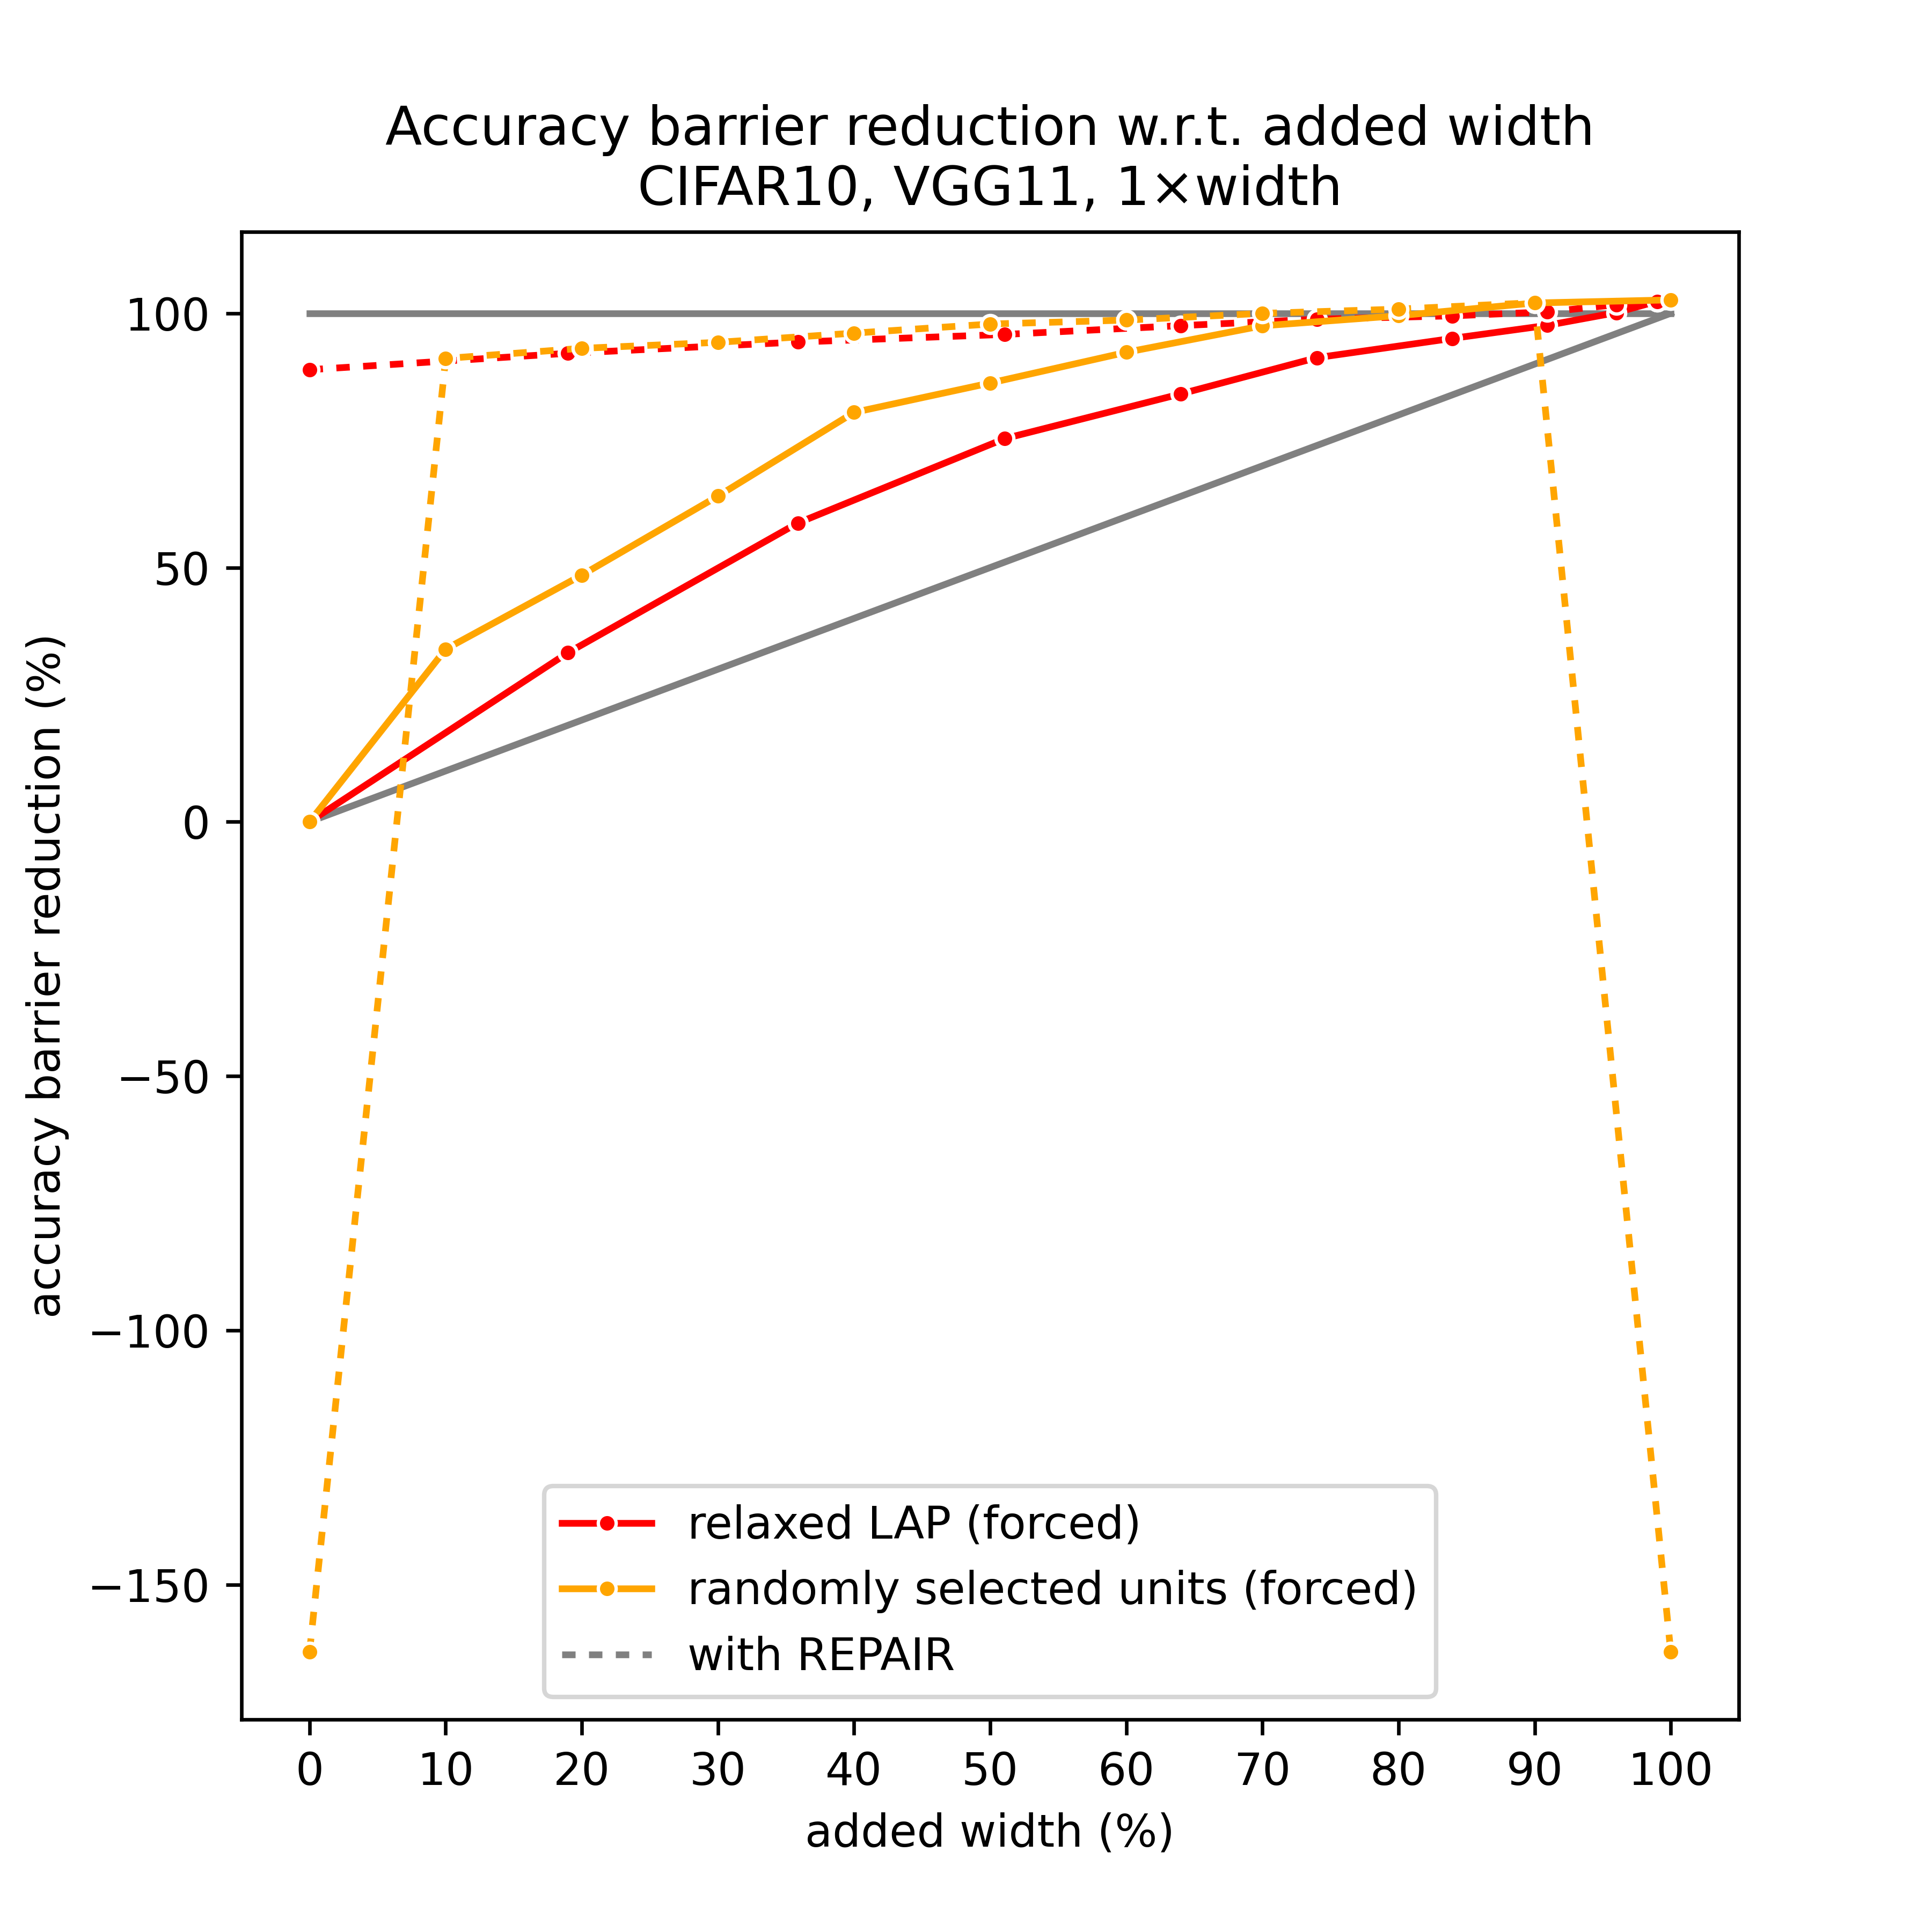 Accuracy barrier reduction w.r.t. added width
CIFAR10, VGG11, 1×width
accuracy barrier reduction (%)
100
50
0
−50
−100
−150
relaxed LAP (forced)
randomly selected units (forced)
with REPAIR
0 10 20 30 40 50 60 70 80 90 100
added width (%)